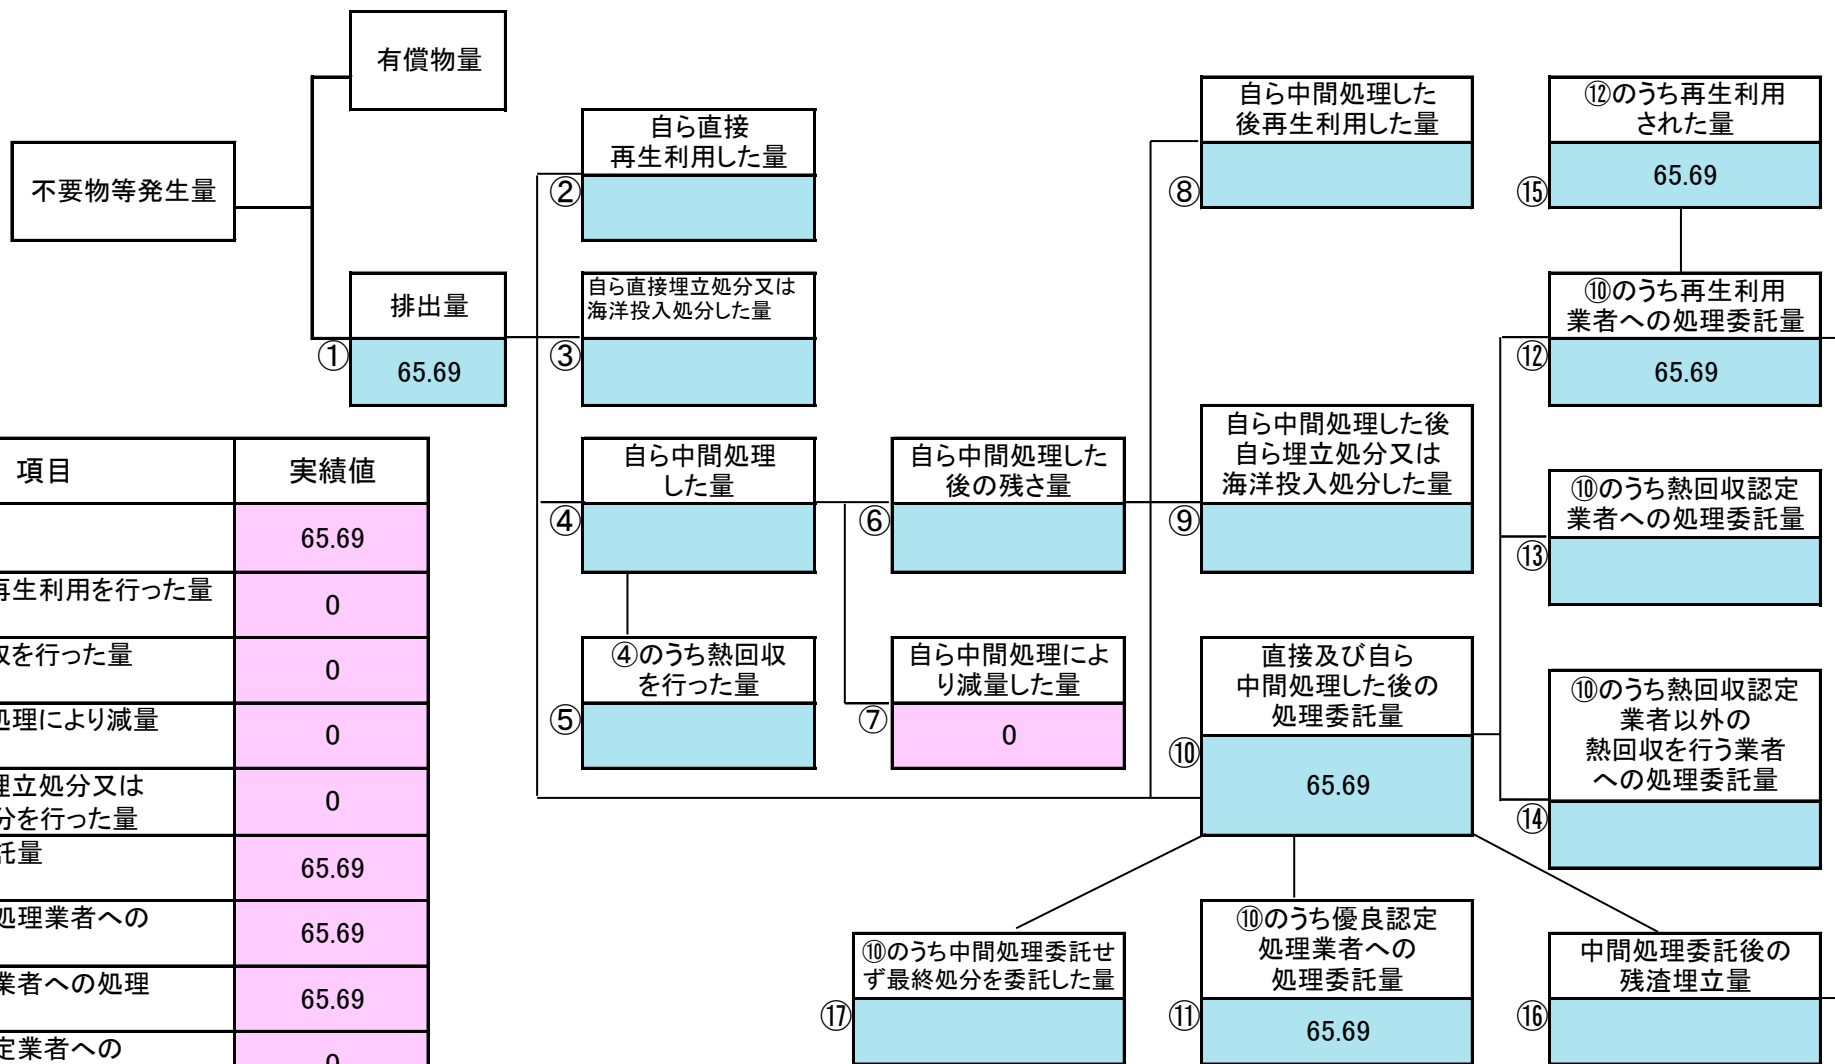 有償物量
不要物等発生量
排出量
①
65.69
自ら直接
再生利用した量
②
自ら直接埋立処分又は
海洋投入処分した量
③
自ら中間処理
した量
④
④のうち熱回収
を行った量
⑤
自ら中間処理した
後の残さ量
⑥
自ら中間処理によ
り減量した量
⑦
0
自ら中間処理した
後再生利用した量
⑧
自ら中間処理した後
自ら埋立処分又は
海洋投入処分した量
⑨
直接及び自ら
中間処理した後の
処理委託量
⑩
65.69
⑩のうち優良認定
処理業者への
処理委託量
⑪
65.69
⑫のうち再生利用
された量
⑮
65.69
⑩のうち再生利用
業者への処理委託量
⑫
65.69
⑩のうち熱回収認定
業者への処理委託量
⑬
⑩のうち熱回収認定
業者以外の
熱回収を行う業者
への処理委託量
⑭
中間処理委託後の
残渣埋立量
⑯
⑩のうち中間処理委託せ
ず最終処分を委託した量
⑰
項目 実績値
65.69
再生利用を行った量 0
を行った量 0
処理により減量 0
埋立処分又は
分を行った量 0
託量 65.69
処理業者への 65.69
業者への処理 65.69
定業者への 0